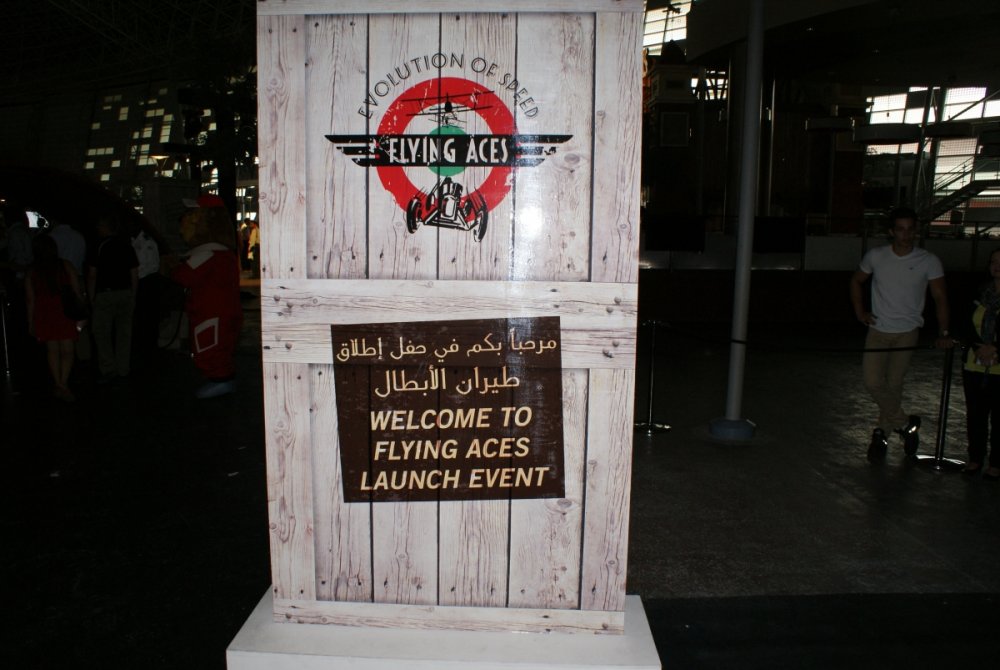 EVOLUTION OF SPEED
FLYING ACES
مرحباً بكم في حفل إطلاق
طيران الأبطال
WELCOME TO
FLYING ACES
LAUNCH EVENT